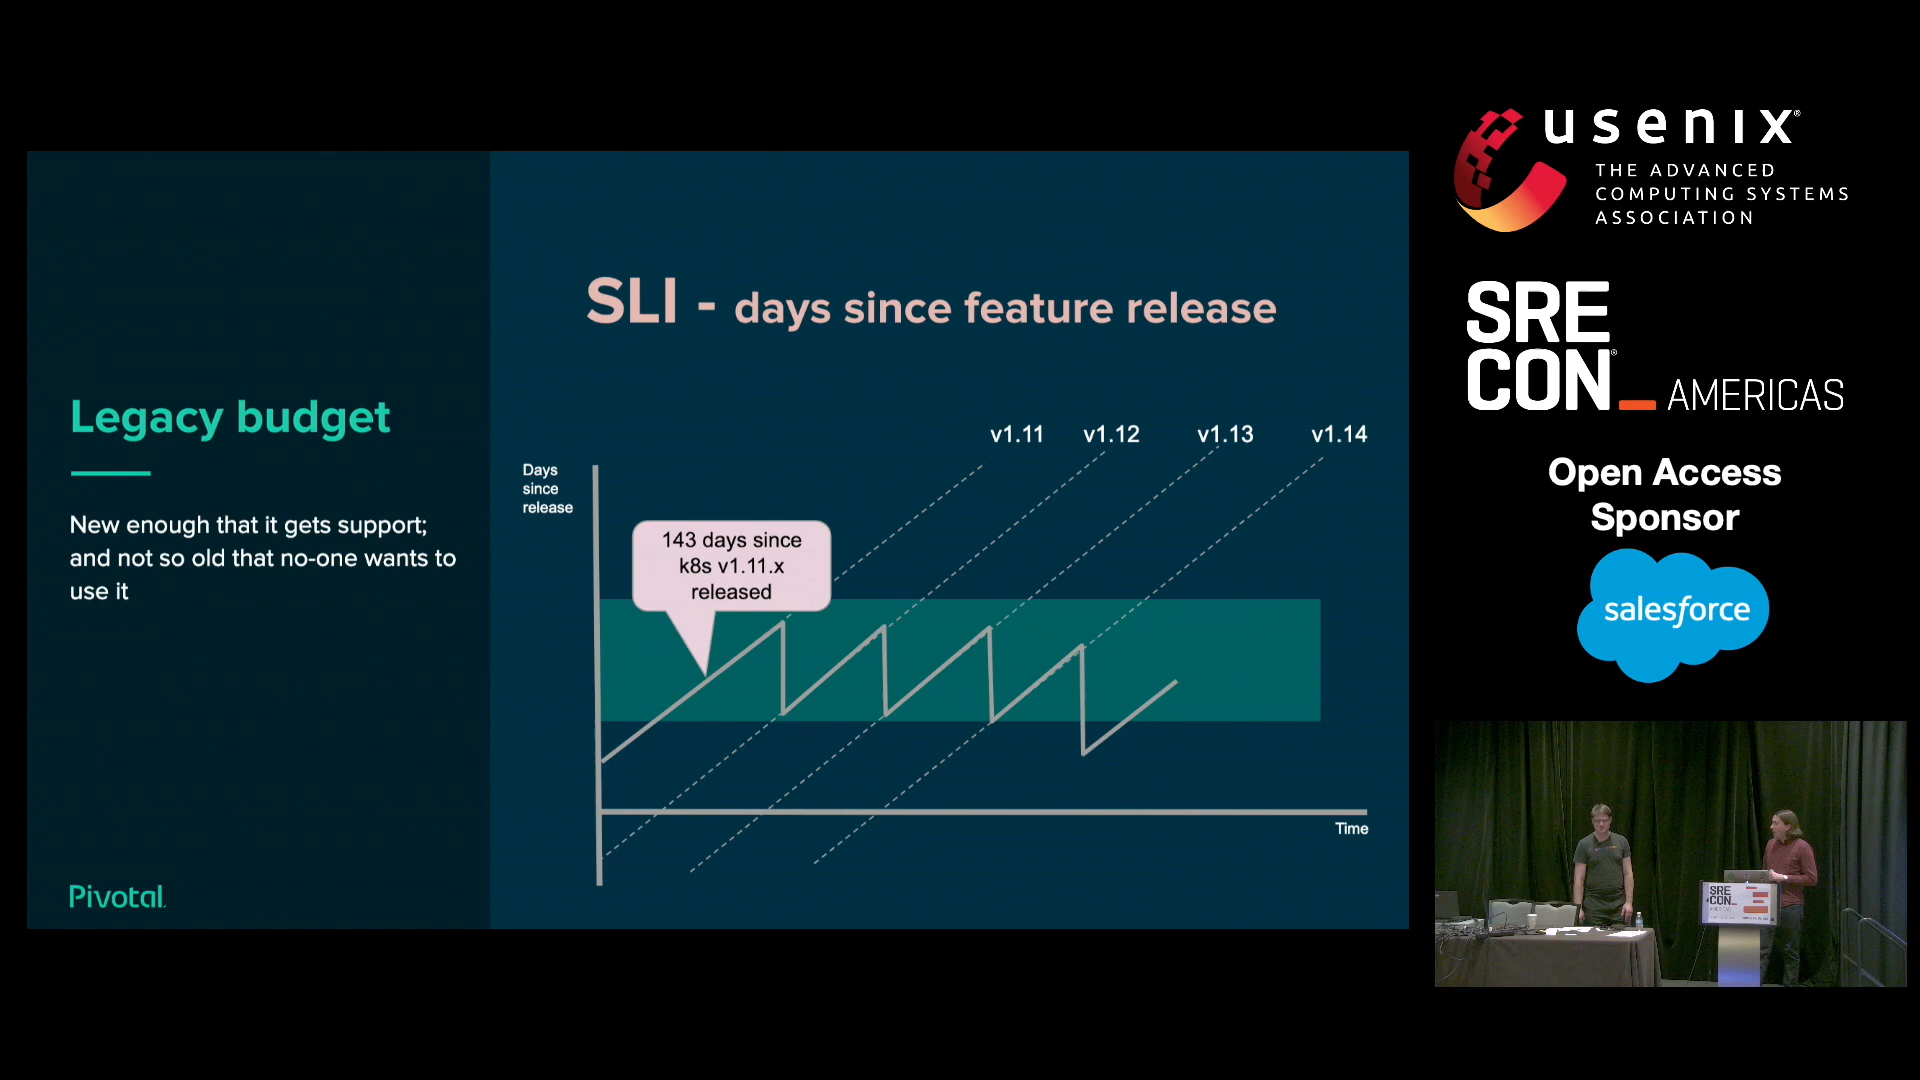 SLI - days since feature release
Legacy budget
New enough that it gets support;
and not so old that no-one wants to
use it
Pivotal
Days
since
release
143 days since
k8s v1.11.x
released
v1.11
v1.12
v1.13
v1.14
Time
usenix®
THE ADVANCED
COMPUTING SYSTEMS
ASSOCIATION
SRE
CON®
AMERICAS
Open Access
Sponsor
salesforce
SRE
CON